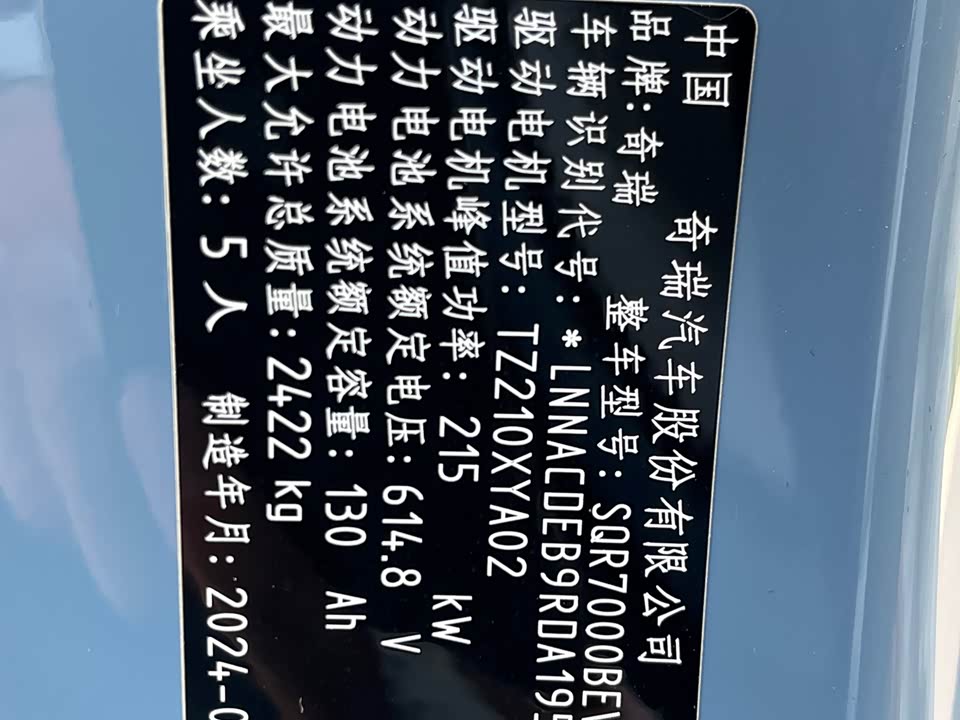 中国 奇瑞汽车股份有限公司
品牌: 奇瑞 整车型号: SQR7000BEV
车辆识别代号: *LNNACDEB9RDA195
驱动电机型号: TZ210XYA02
驱动电机峰值功率: 215 kW
动力电池系统额定电压: 614.8 V
动力电池系统额定容量: 130 Ah
最大允许总质量: 2422 kg
乘坐人数: 5人 制造年月: 2024-0